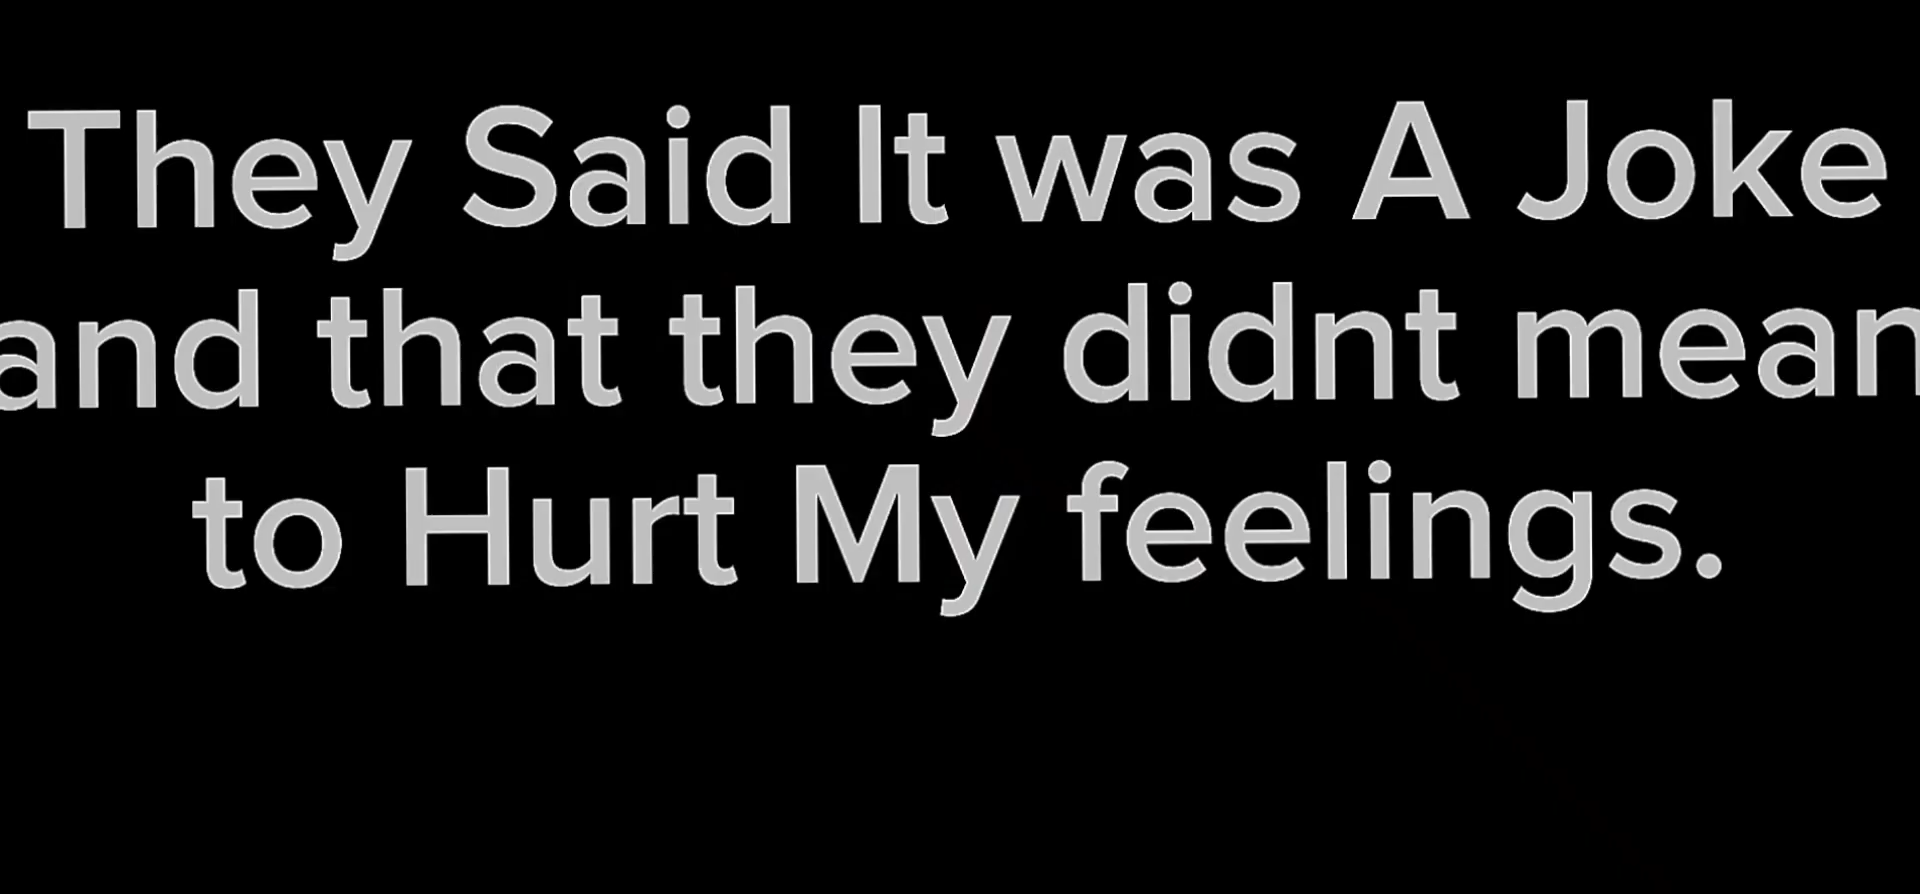 They Said It was A Joke
and that they didnt mean
to Hurt My feelings.